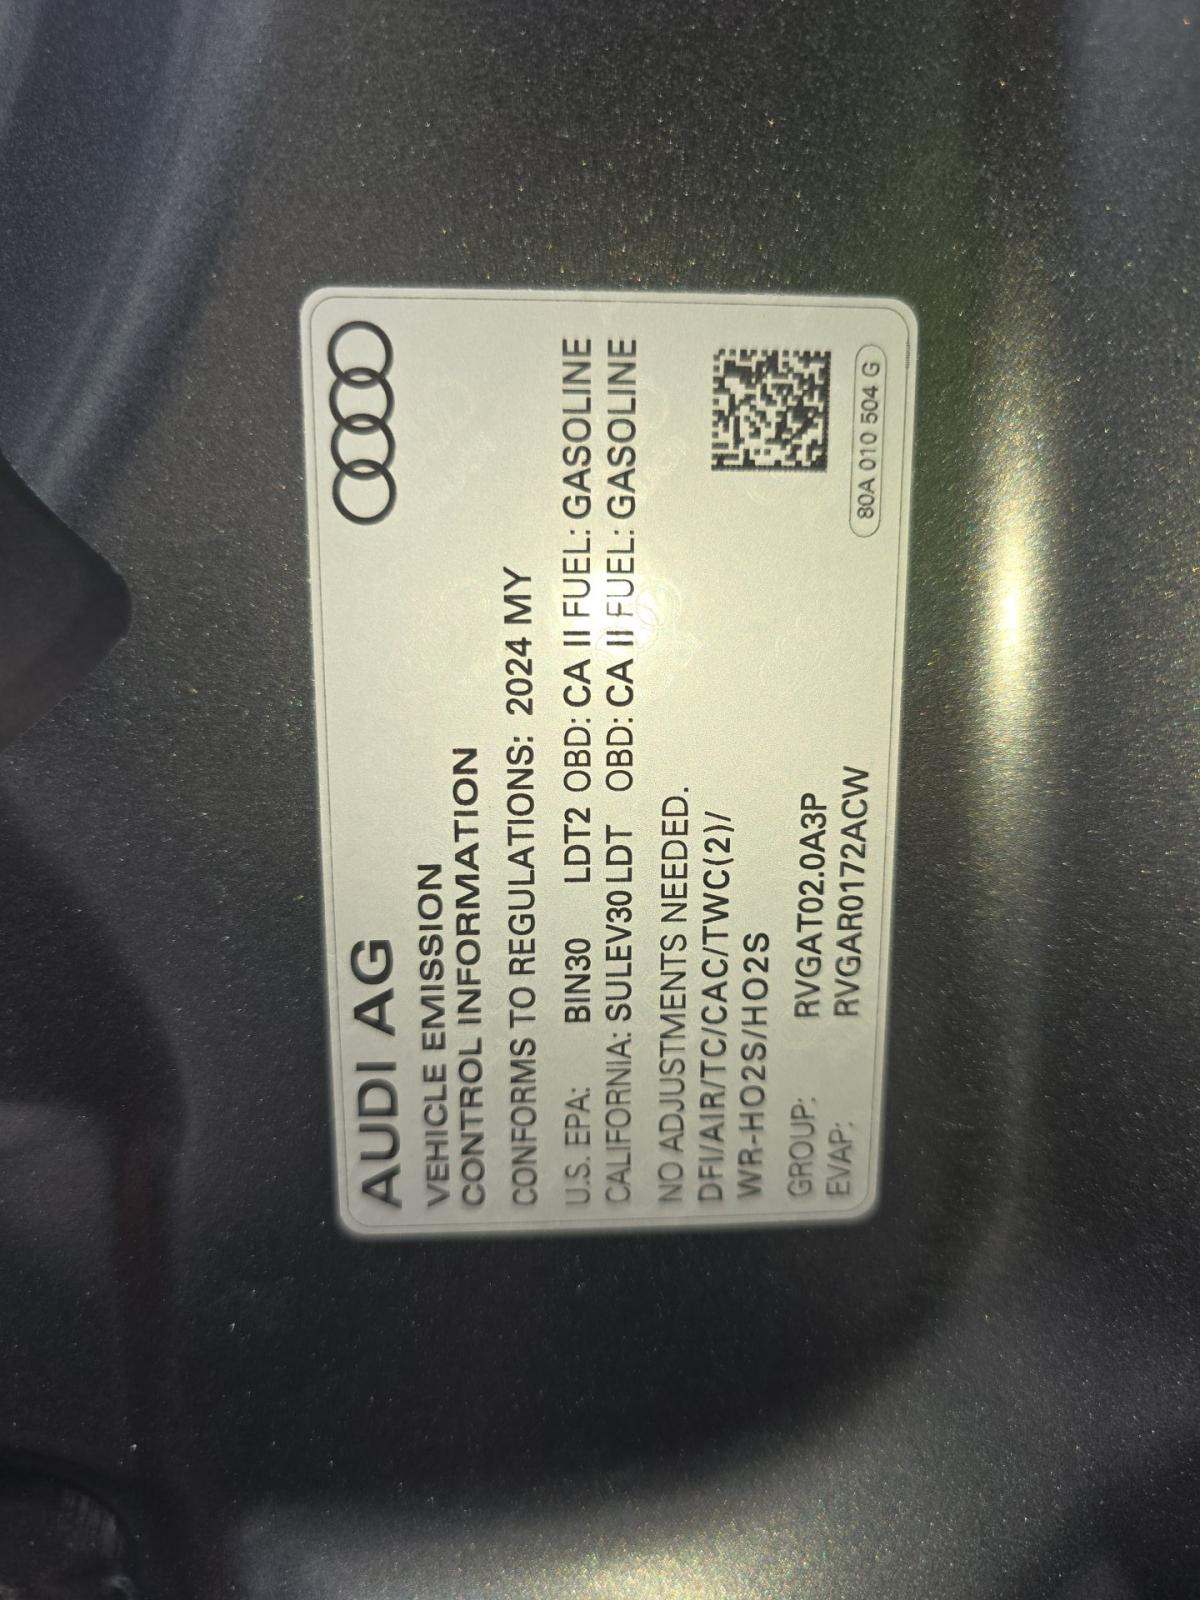 AUDI AG
VEHICLE EMISSION
CONTROL INFORMATION
CONFORMS TO REGULATIONS: 2024 MY
U.S. EPA: BIN30 LDT2 OBD: CA II FUEL: GASOLINE
CALIFORNIA: SULEV30 LDT OBD: CA II FUEL: GASOLINE
NO ADJUSTMENTS NEEDED.
DFI/AIR/TC/CAC/TWC(2)/
WR-HO2S/HO2S
GROUP: RVGAT02.0A3P
EVAP: RVGAR0172ACW
80A 010 504 G